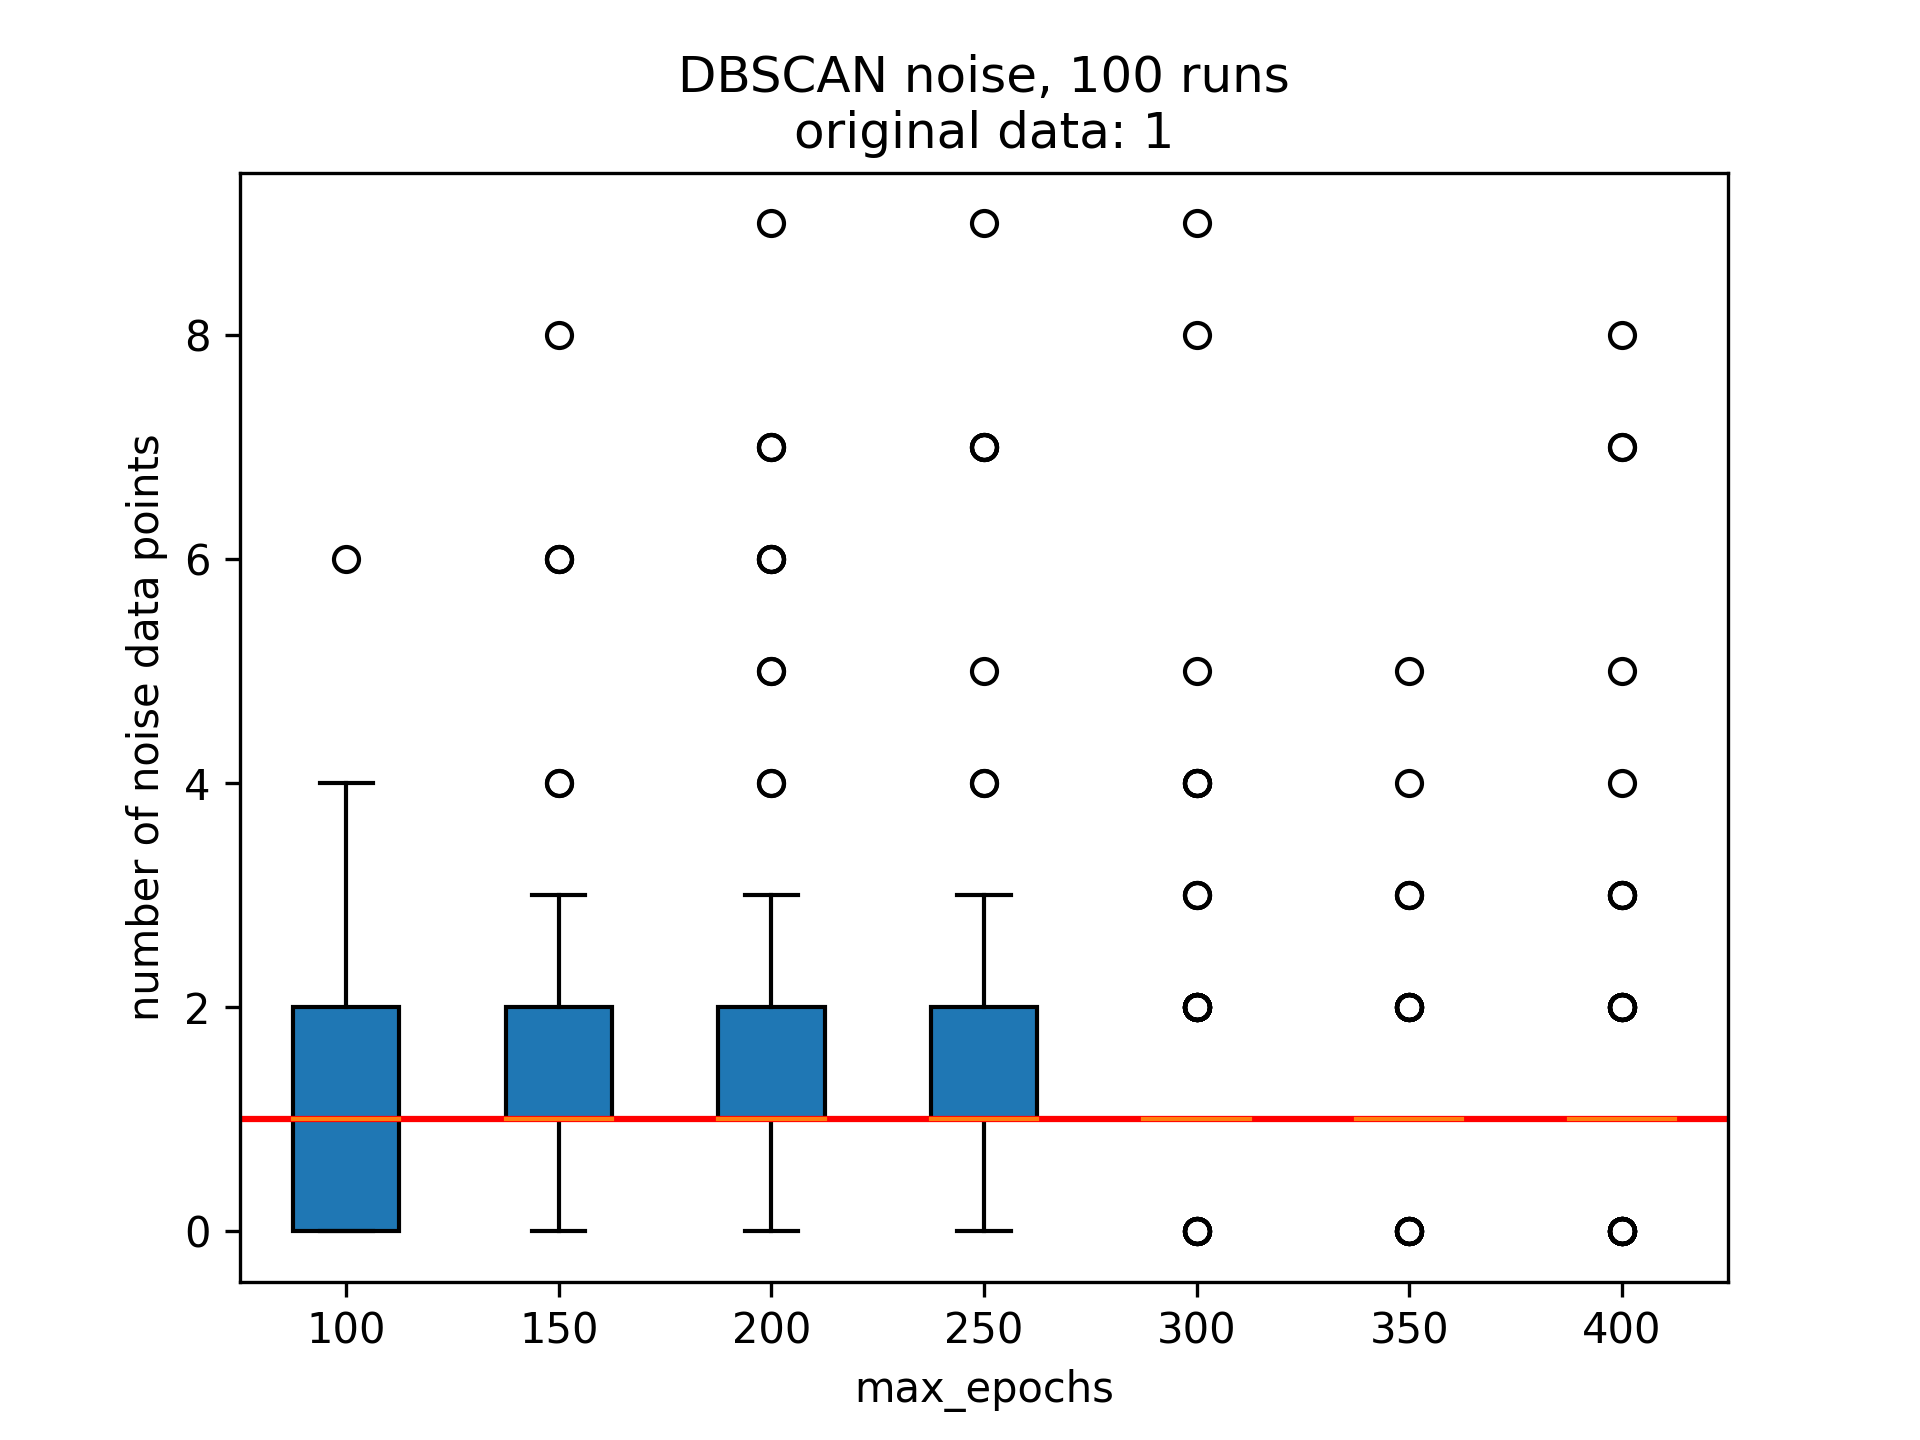 DBSCAN noise, 100 runs
original data: 1
number of noise data points
8
6
4
2
0
100 150 200 250 300 350 400
max_epochs